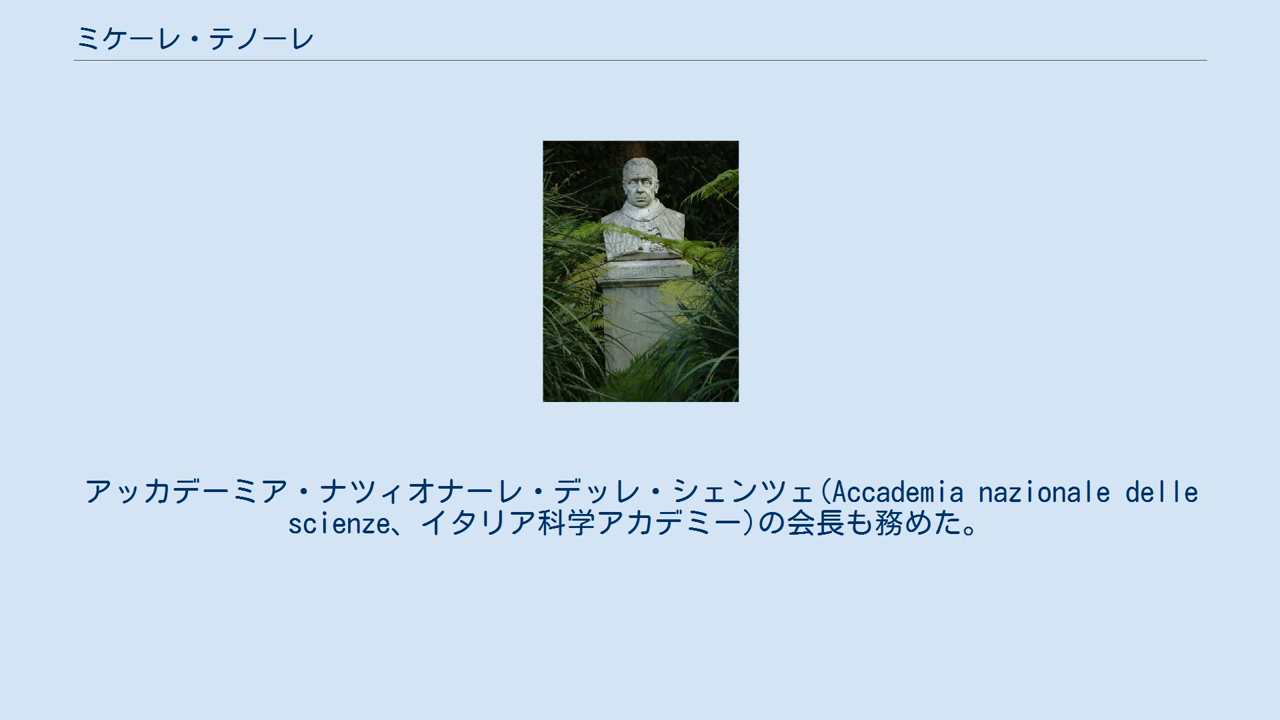 ミケーレ・テノーレ
アッカデーミア・ナツィオナーレ・デッレ・シェンツェ(Accademia nazionale delle
scienze、イタリア科学アカデミー)の会長も務めた。